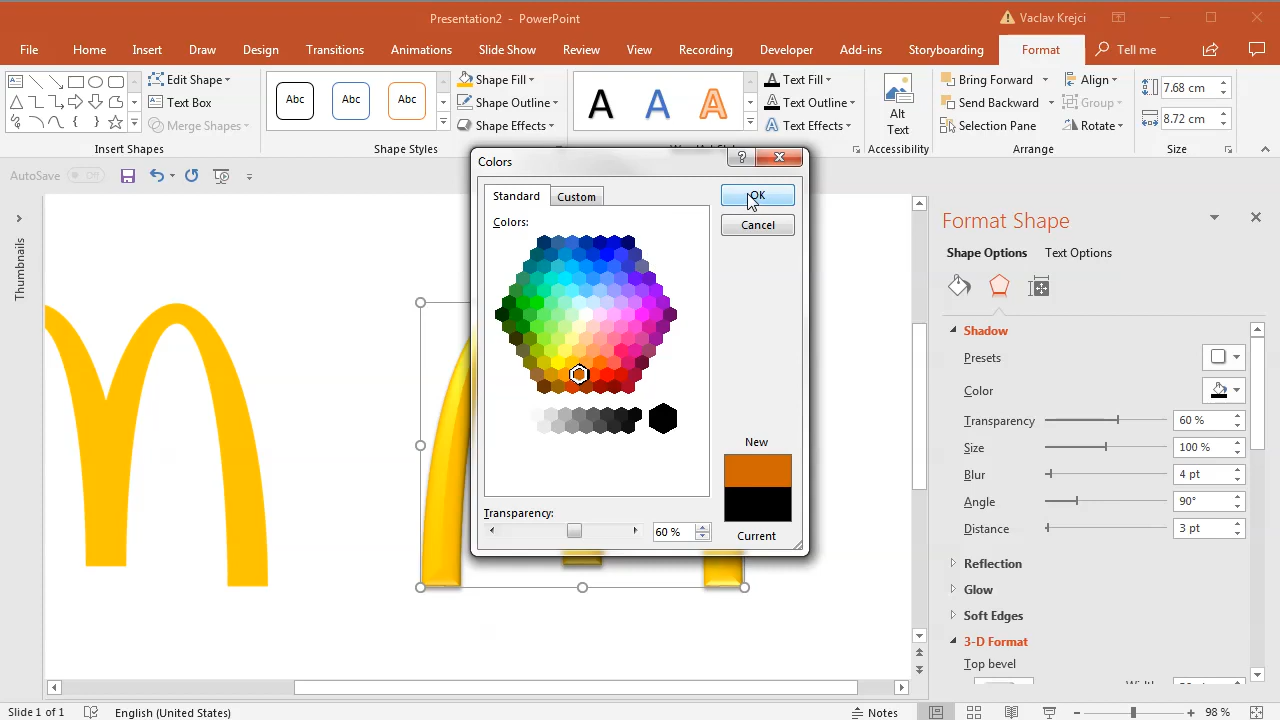 Presentation2 - PowerPoint
Vaclav Krejci
File Home Insert Draw Design Transitions Animations Slide Show Review View Recording Developer Add-ins Storyboarding Format Tell me
Edit Shape
Text Box
Merge Shapes
Insert Shapes
Abc Abc Abc
Shape Fill
Shape Outline
Shape Effects
Shape Styles
A A A
Text Fill
Text Outline
Text Effects
Alt
Text
Accessibility
Bring Forward
Send Backward
Selection Pane
Align
Group
Rotate
Arrange
7.68 cm
8.72 cm
Size
AutoSave Off
Thumbnails
Colors
Standard Custom
OK
Cancel
Colors:
New
Current
Transparency:
60 %
Format Shape
Shape Options Text Options
Shadow
Presets
Color
Transparency 60 %
Size 100 %
Blur 4 pt
Angle 90°
Distance 3 pt
Reflection
Glow
Soft Edges
3-D Format
Top bevel
Slide 1 of 1 English (United States) Notes 98 %